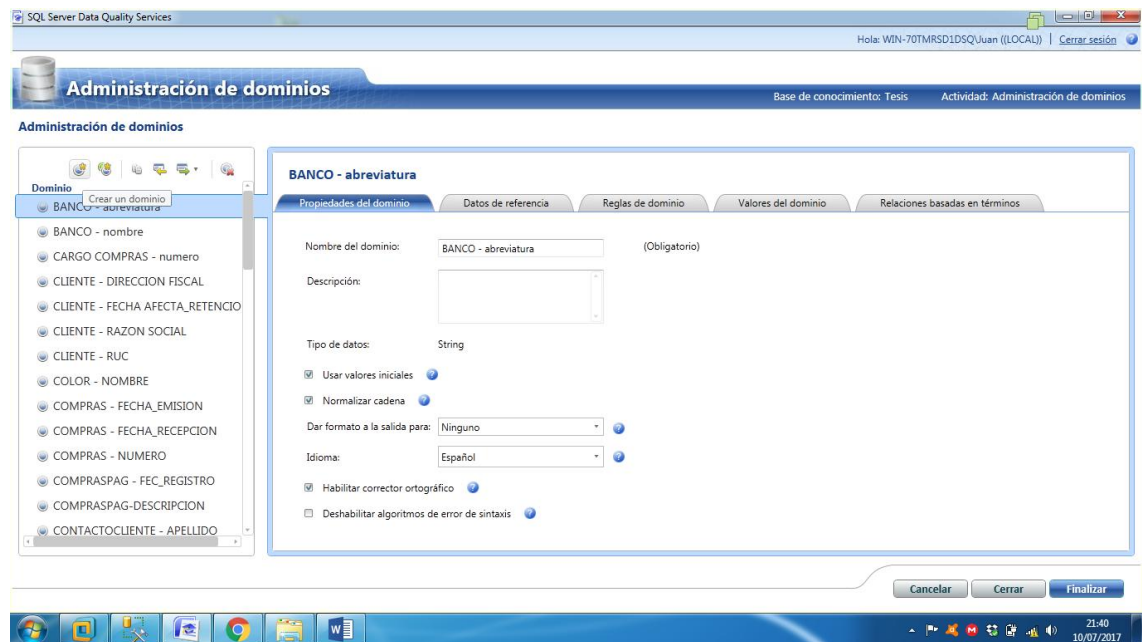 SQL Server Data Quality Services
Hola: WIN-70TMRSD1DSQ\Juan ((LOCAL)) | Cerrar sesión
Administración de dominios
Base de conocimiento: Tesis Actividad: Administración de dominios
Administración de dominios
Dominio
Crear un dominio
BANCO - abreviatura
BANCO - nombre
CARGO COMPRAS - numero
CLIENTE - DIRECCION FISCAL
CLIENTE - FECHA AFECTA_RETENCIO
CLIENTE - RAZON SOCIAL
CLIENTE - RUC
COLOR - NOMBRE
COMPRAS - FECHA_EMISION
COMPRAS - FECHA_RECEPCION
COMPRAS - NUMERO
COMPRASPAG - FEC_REGISTRO
COMPRASPAG-DESCRIPCION
CONTACTOCLIENTE - APELLIDO
BANCO - abreviatura
Propiedades del dominio Datos de referencia Reglas de dominio Valores del dominio Relaciones basadas en términos
Nombre del dominio: BANCO - abreviatura (Obligatorio)
Descripción:
Tipo de datos: String
Usar valores iniciales
Normalizar cadena
Dar formato a la salida para: Ninguno
Idioma: Español
Habilitar corrector ortográfico
Deshabilitar algoritmos de error de sintaxis
Cancelar Cerrar Finalizar
21:40
10/07/2017